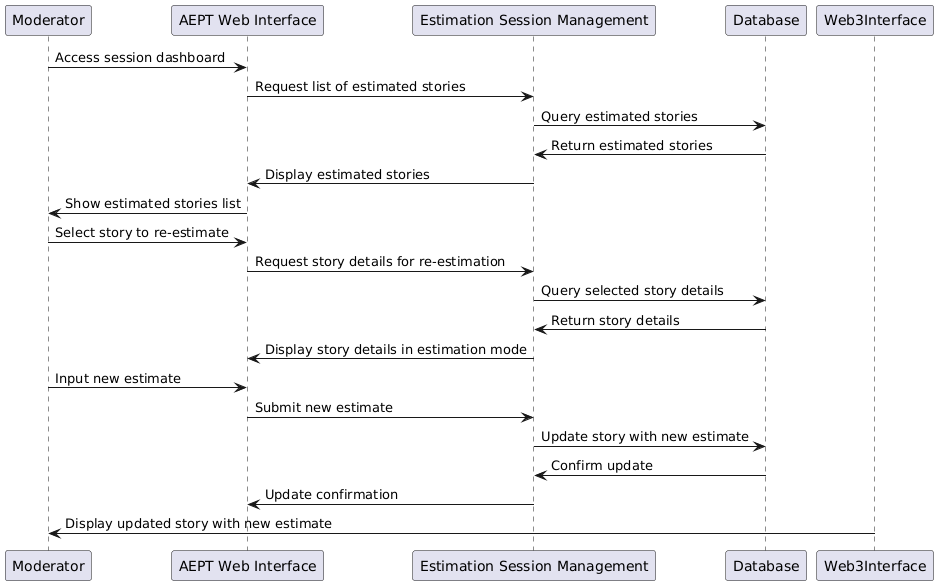 Moderator AEPT Web Interface Estimation Session Management Database Web3Interface
Access session dashboard
Request list of estimated stories
Query estimated stories
Return estimated stories
Display estimated stories
Show estimated stories list
Select story to re-estimate
Request story details for re-estimation
Query selected story details
Return story details
Display story details in estimation mode
Input new estimate
Submit new estimate
Update story with new estimate
Confirm update
Update confirmation
Display updated story with new estimate
Moderator AEPT Web Interface Estimation Session Management Database Web3Interface